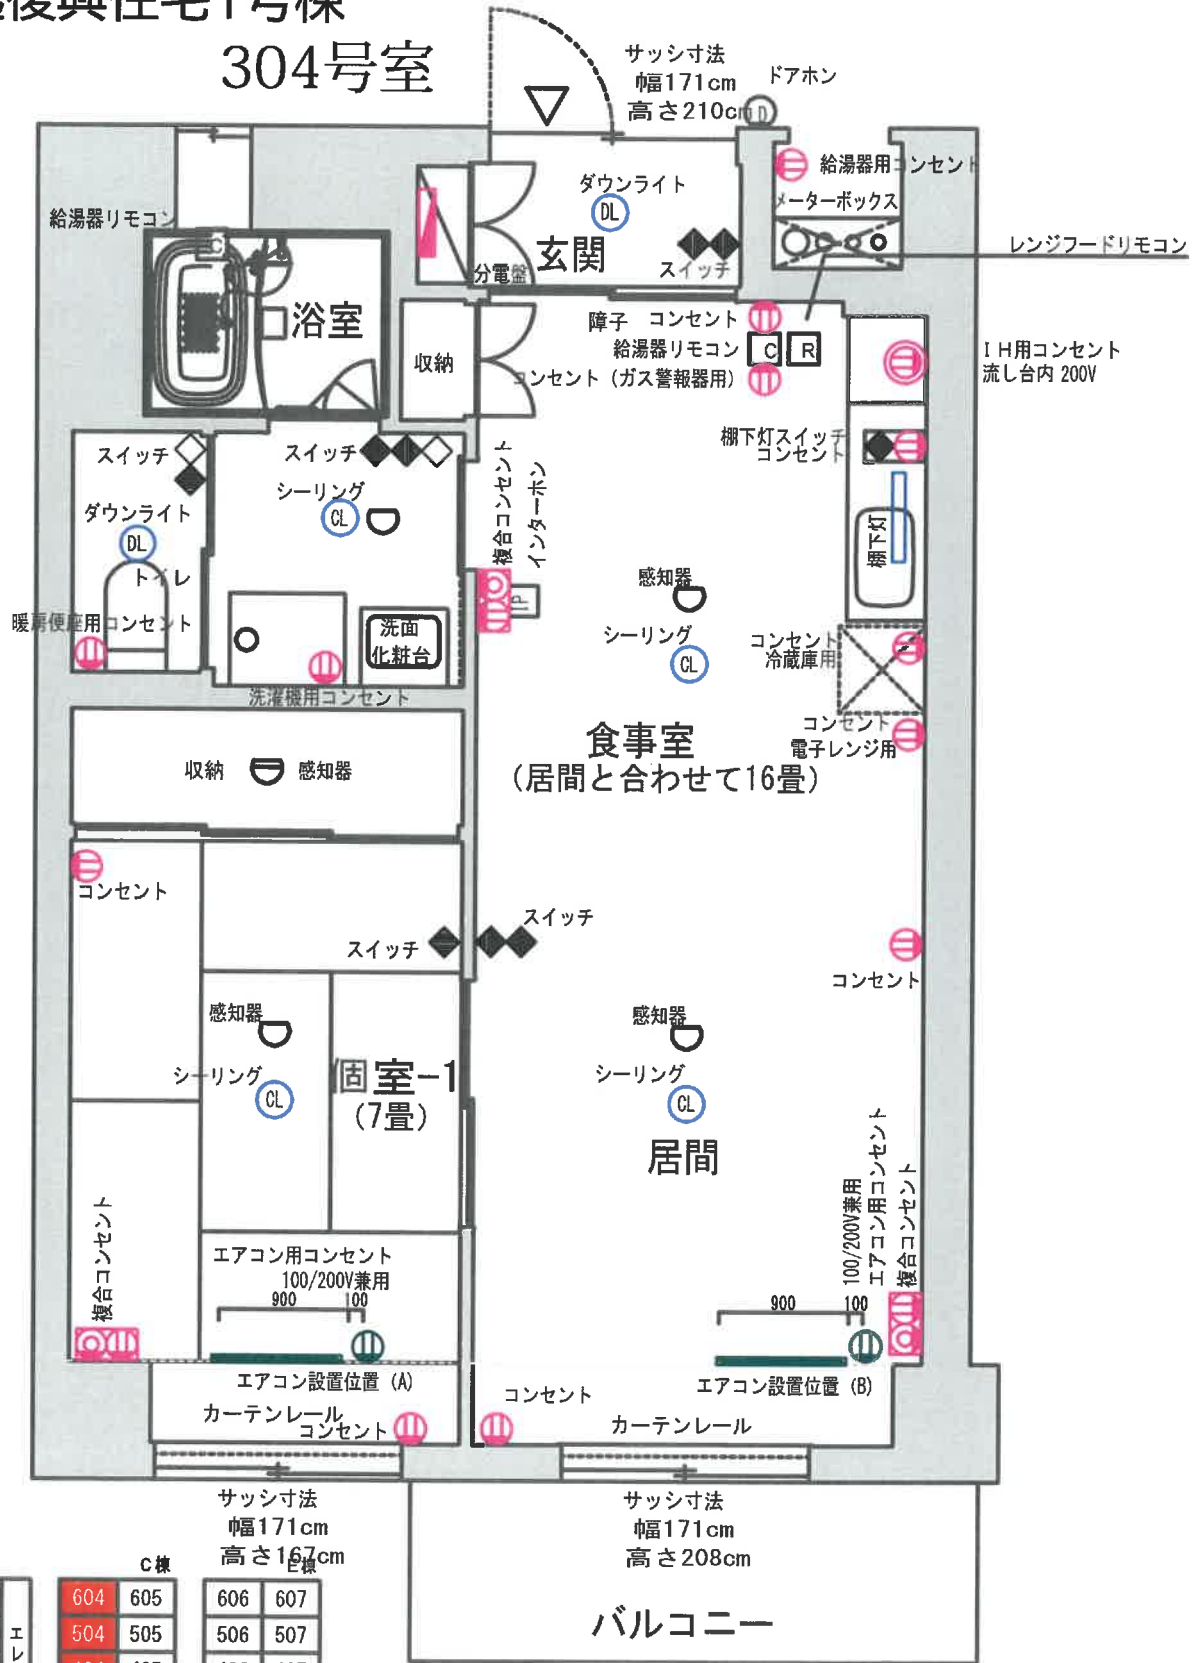 復興住宅1号棟
304号室
サッシ寸法
幅171cm
高さ210cm
ドアホン
D
給湯器用コンセント
メーターボックス
レンジフードリモコン
ダウンライト
DL
玄関
スイッチ
分電盤
給湯器リモコン
C
浴室
収納
障子
コンセント
給湯器リモコン
C
R
コンセント(ガス警報器用)
IH用コンセント
流し台内 200V
棚下灯スイッチ
コンセント
棚下灯
スイッチ
ダウンライト
DL
トイレ
暖房便座用コンセント
スイッチ
シーリング
CL
洗面
化粧台
洗濯機用コンセント
複合コンセント
インターホン
IP
感知器
シーリング
CL
コンセント
冷蔵庫用
コンセント
電子レンジ用
食事室
(居間と合わせて16畳)
収納
感知器
コンセント
スイッチ
スイッチ
コンセント
感知器
シーリング
CL
個室-1
(7畳)
感知器
シーリング
CL
居間
複合コンセント
エアコン用コンセント
100/200V兼用
900
100
エアコン設置位置(A)
カーテンレール
コンセント
100/200V兼用
エアコン用コンセント
複合コンセント
900
100
エアコン設置位置(B)
コンセント
カーテンレール
サッシ寸法
幅171cm
高さ167cm
サッシ寸法
幅171cm
高さ208cm
バルコニー
C棟
E棟
604 605 606 607
504 505 506 507
エレ